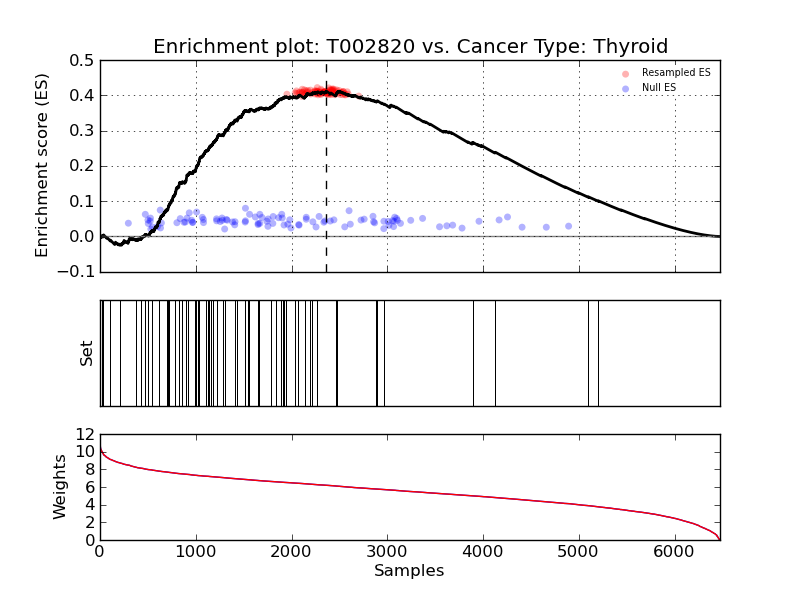 Enrichment plot: T002820 vs. Cancer Type: Thyroid
Enrichment score (ES)
0.5
0.4
0.3
0.2
0.1
0.0
−0.1
Resampled ES
Null ES
Set
Weights
12
10
8
6
4
2
0
0 1000 2000 3000 4000 5000 6000
Samples